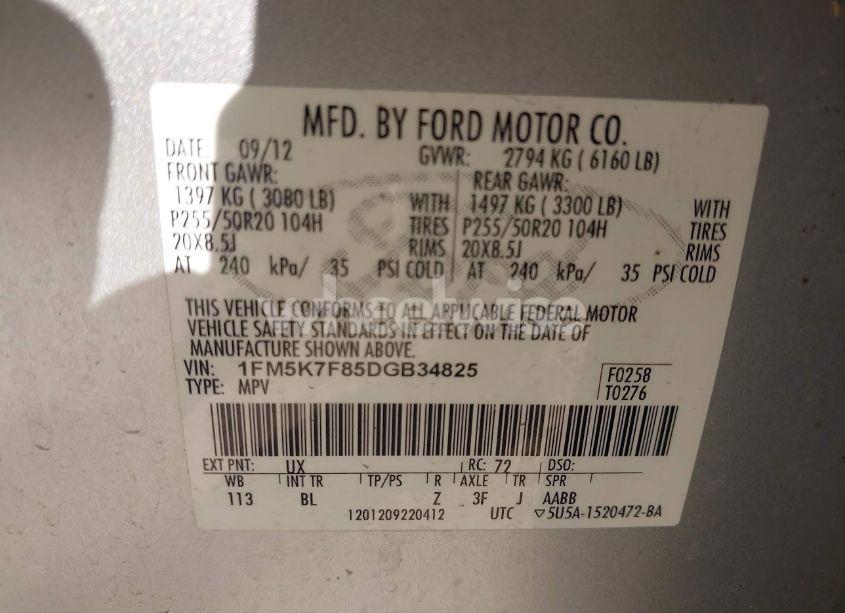 MFD. BY FORD MOTOR CO.
DATE: 09/12 GVWR: 2794 KG ( 6160 LB)
FRONT GAWR: REAR GAWR:
1397 KG ( 3080 LB) WITH 1497 KG ( 3300 LB) WITH
P255/50R20 104H TIRES P255/50R20 104H TIRES
20X8.5J RIMS 20X8.5J RIMS
AT 240 kPa/ 35 PSI COLD AT 240 kPa/ 35 PSI COLD
THIS VEHICLE CONFORMS TO ALL APPLICABLE FEDERAL MOTOR
VEHICLE SAFETY STANDARDS IN EFFECT ON THE DATE OF
MANUFACTURE SHOWN ABOVE.
VIN: 1FM5K7F85DGB34825
TYPE: MPV
F0258
T0276
EXT PNT: UX RC: 72 DSO:
WB INT TR TP/PS R AXLE TR SPR
113 BL Z 3F J AABB
1201209220412 UTC ▽5U5A-1520472-BA